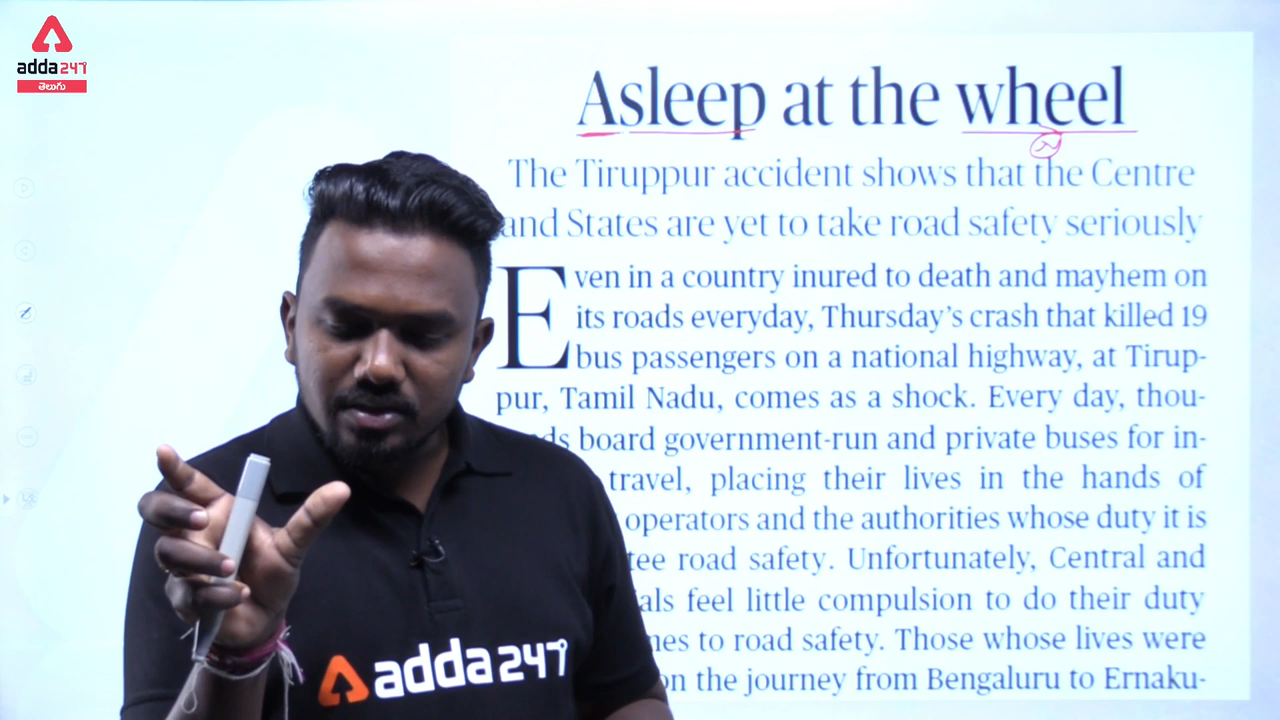 adda247
తెలుగు
Asleep at the wheel
The Tiruppur accident shows that the Centre
and States are yet to take road safety seriously
Even in a country inured to death and mayhem on
its roads everyday, Thursday's crash that killed 19
bus passengers on a national highway, at Tirup-
pur, Tamil Nadu, comes as a shock. Every day, thou-
ds board government-run and private buses for in-
travel, placing their lives in the hands of
operators and the authorities whose duty it is
tee road safety. Unfortunately, Central and
als feel little compulsion to do their duty
mes to road safety. Those whose lives were
on the journey from Bengaluru to Ernaku-
adda247